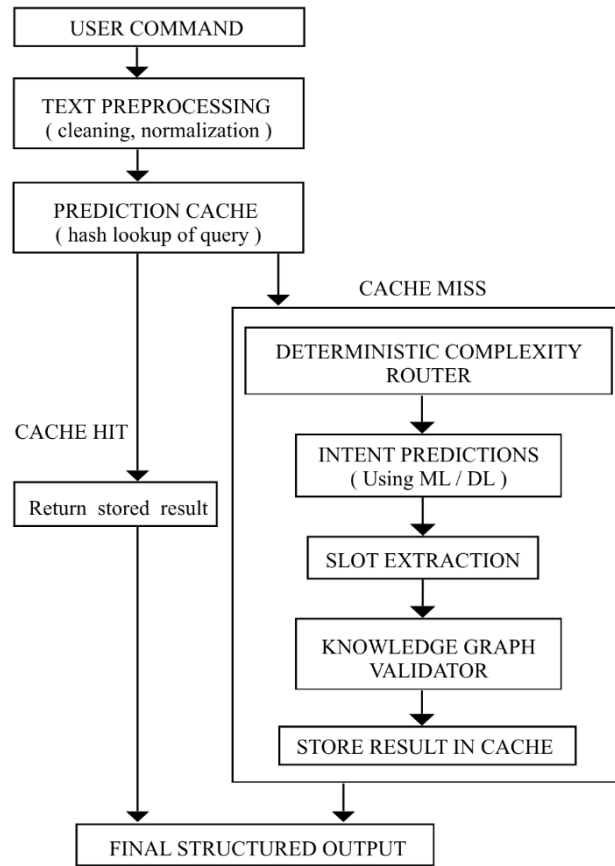 USER COMMAND
TEXT PREPROCESSING
( cleaning, normalization )
PREDICTION CACHE
( hash lookup of query )
CACHE MISS
DETERMINISTIC COMPLEXITY
ROUTER
INTENT PREDICTIONS
( Using ML / DL )
SLOT EXTRACTION
KNOWLEDGE GRAPH
VALIDATOR
STORE RESULT IN CACHE
CACHE HIT
Return stored result
FINAL STRUCTURED OUTPUT